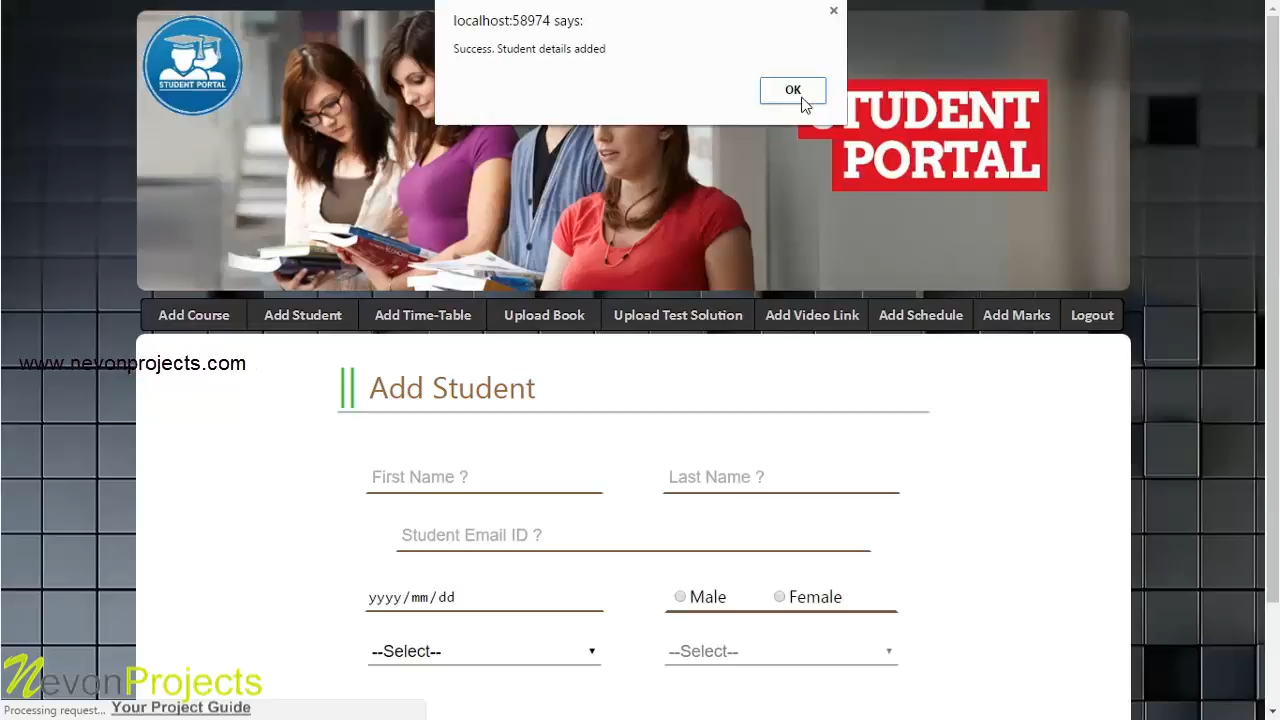 localhost:58974 says:
Success. Student details added
OK
STUDENT PORTAL
STUDENT
PORTAL
Add Course Add Student Add Time-Table Upload Book Upload Test Solution Add Video Link Add Schedule Add Marks Logout
www.nevonprojects.com
Add Student
First Name ? Last Name ?
Student Email ID ?
yyyy/mm/dd Male Female
--Select-- --Select--
NevonProjects
Processing request... Your Project Guide